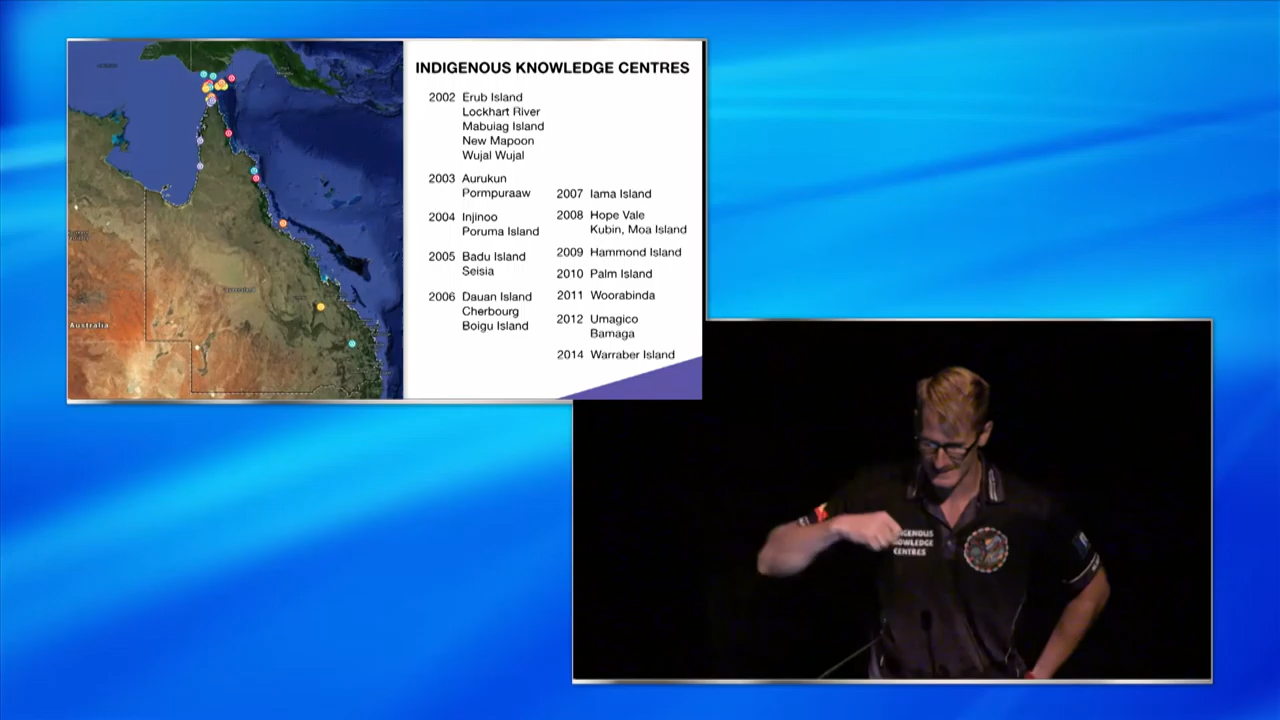 INDIGENOUS KNOWLEDGE CENTRES
2002 Erub Island
Lockhart River
Mabuiag Island
New Mapoon
Wujal Wujal
2003 Aurukun
Pormpuraaw
2004 Injinoo
Poruma Island
2005 Badu Island
Seisia
2006 Dauan Island
Cherbourg
Boigu Island
2007 Iama Island
2008 Hope Vale
Kubin, Moa Island
2009 Hammond Island
2010 Palm Island
2011 Woorabinda
2012 Umagico
Bamaga
2014 Warraber Island
Queensland
Australia
CENTRES